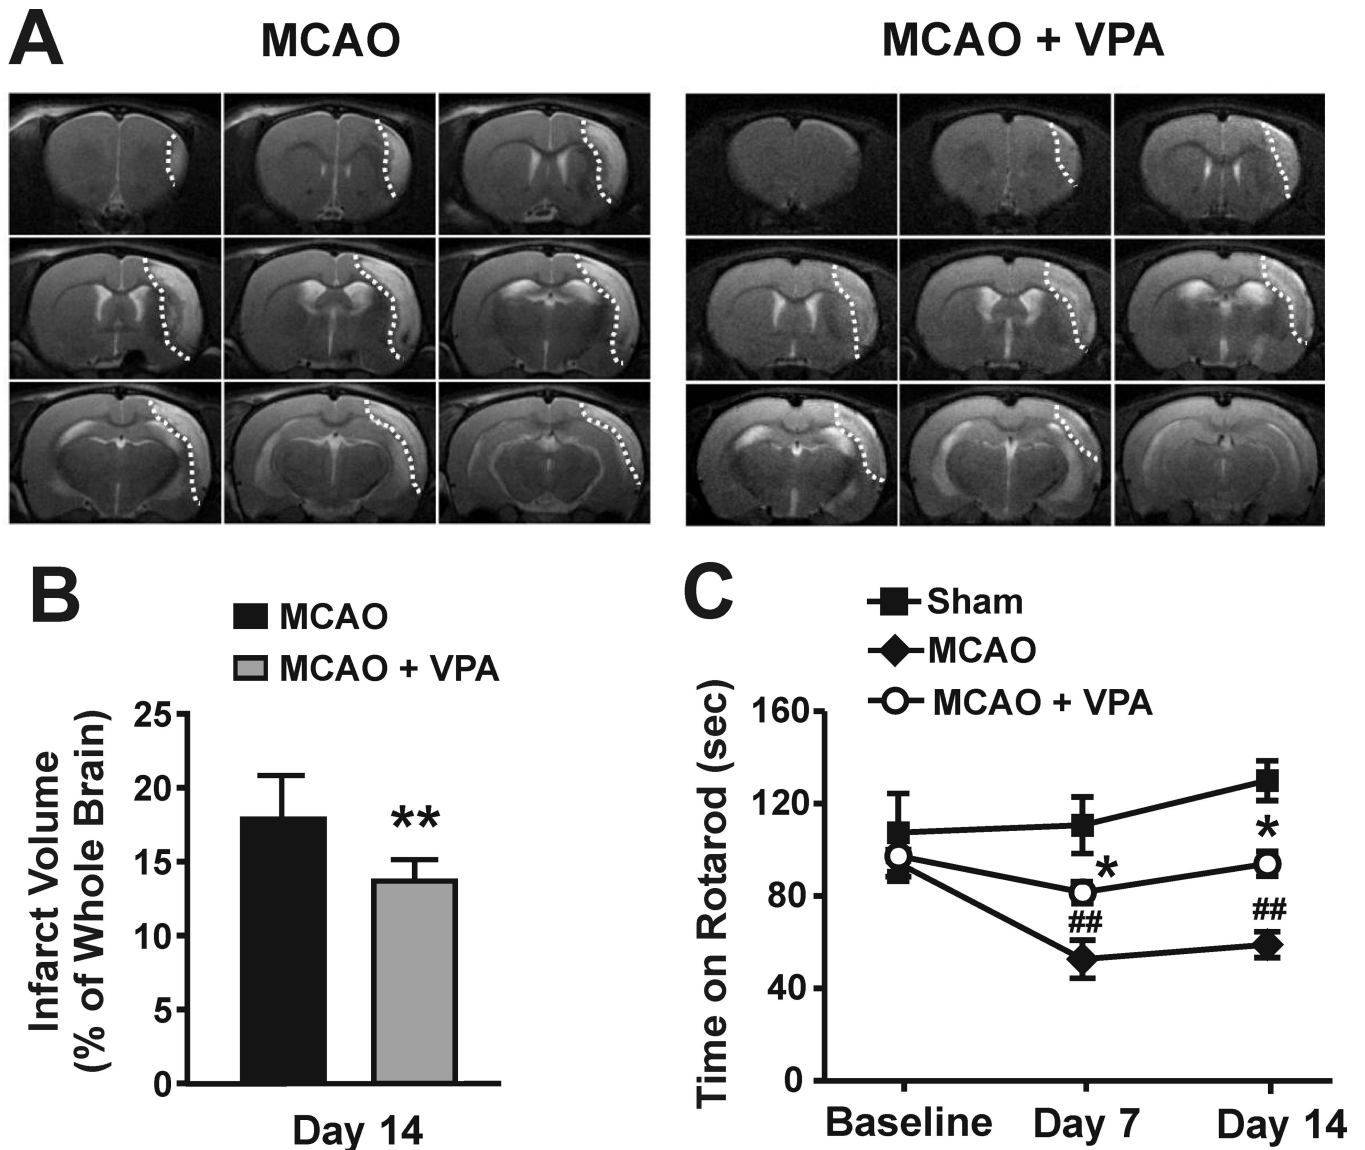 A
MCAO
MCAO + VPA
B
MCAO
MCAO + VPA
Infarct Volume
(% of Whole Brain)
25
20
15
10
5
0
**
Day 14
C
Sham
MCAO
MCAO + VPA
Time on Rotarod (sec)
160
120
80
40
0
*
*
##
##
Baseline
Day 7
Day 14